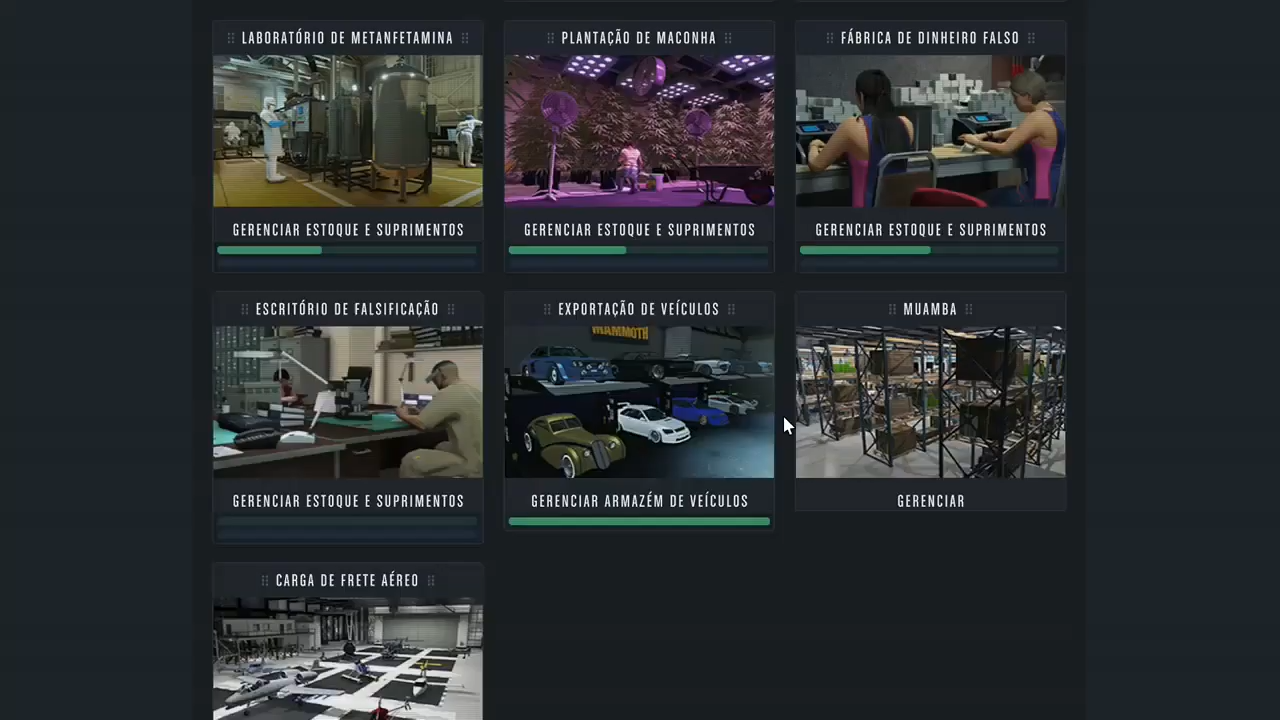 LABORATÓRIO DE METANFETAMINA
PLANTAÇÃO DE MACONHA
FÁBRICA DE DINHEIRO FALSO
GERENCIAR ESTOQUE E SUPRIMENTOS
GERENCIAR ESTOQUE E SUPRIMENTOS
GERENCIAR ESTOQUE E SUPRIMENTOS
ESCRITÓRIO DE FALSIFICAÇÃO
EXPORTAÇÃO DE VEÍCULOS
MUAMBA
MAMMOTH
GERENCIAR ESTOQUE E SUPRIMENTOS
GERENCIAR ARMAZÉM DE VEÍCULOS
GERENCIAR
CARGA DE FRETE AÉREO